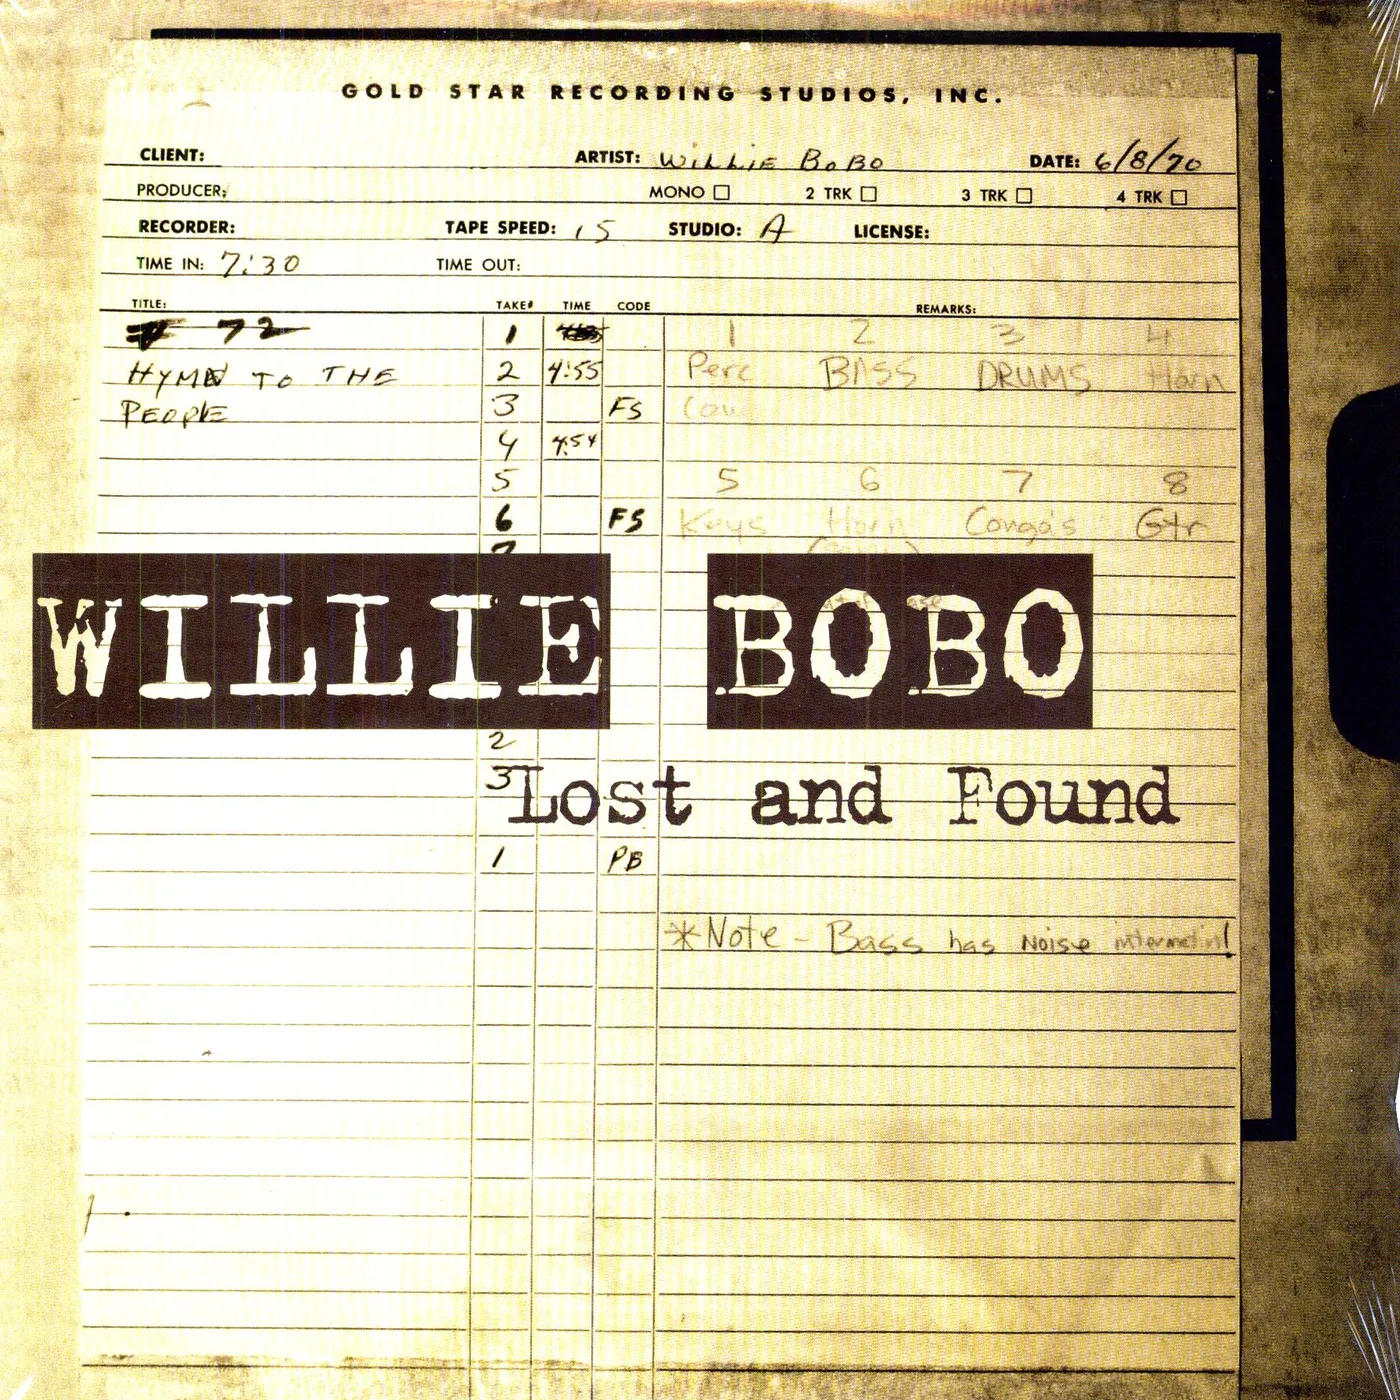 GOLD STAR RECORDING STUDIOS, INC.
CLIENT: ARTIST: WILLIE BOBO DATE: 6/8/70
PRODUCER: MONO 2 TRK 3 TRK 4 TRK
RECORDER: TAPE SPEED: 15 STUDIO: A LICENSE:
TIME IN: 7:30 TIME OUT:
TITLE: TAKE# TIME CODE REMARKS:
# 72 1 1 2 3 4
HYMN TO THE 2 4:55 Perc BASS DRUMS Horn
PEOPLE 3 FS Cow
4 4:54
5 5 6 7 8
6 FS Keys Horn Conga's Gtr
7
WILLIE BOBO
2
3
Lost and Found
1 PB
*Note - Bass has Noise